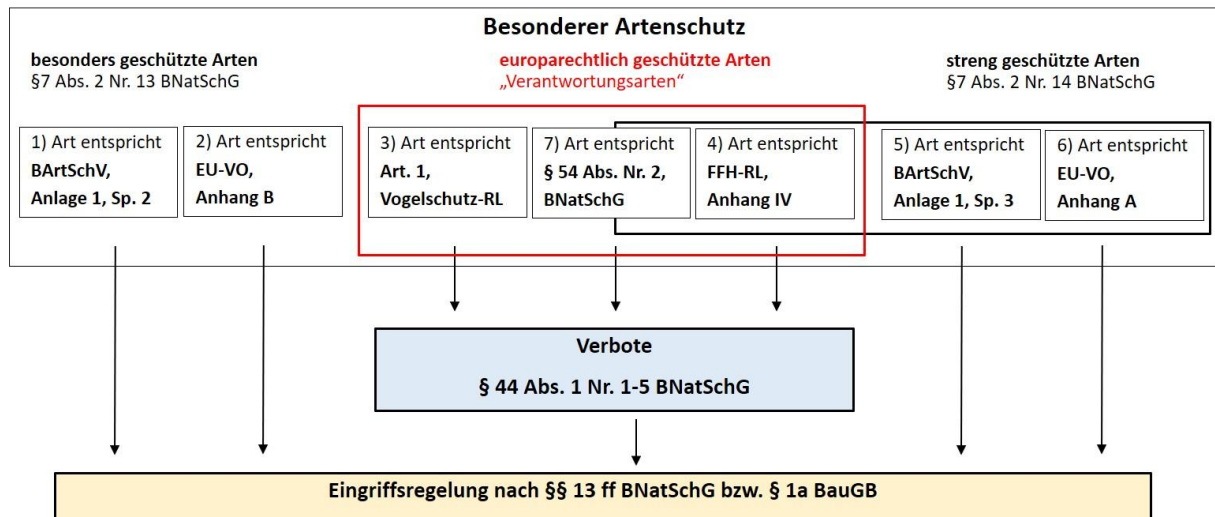 Besonderer Artenschutz
besonders geschützte Arten
§7 Abs. 2 Nr. 13 BNatSchG
europarechtlich geschützte Arten
„Verantwortungsarten“
streng geschützte Arten
§7 Abs. 2 Nr. 14 BNatSchG
1) Art entspricht
BArtSchV,
Anlage 1, Sp. 2
2) Art entspricht
EU-VO,
Anhang B
3) Art entspricht
Art. 1,
Vogelschutz-RL
7) Art entspricht
§ 54 Abs. Nr. 2,
BNatSchG
4) Art entspricht
FFH-RL,
Anhang IV
5) Art entspricht
BArtSchV,
Anlage 1, Sp. 3
6) Art entspricht
EU-VO,
Anhang A
Verbote
§ 44 Abs. 1 Nr. 1-5 BNatSchG
Eingriffsregelung nach §§ 13 ff BNatSchG bzw. § 1a BauGB